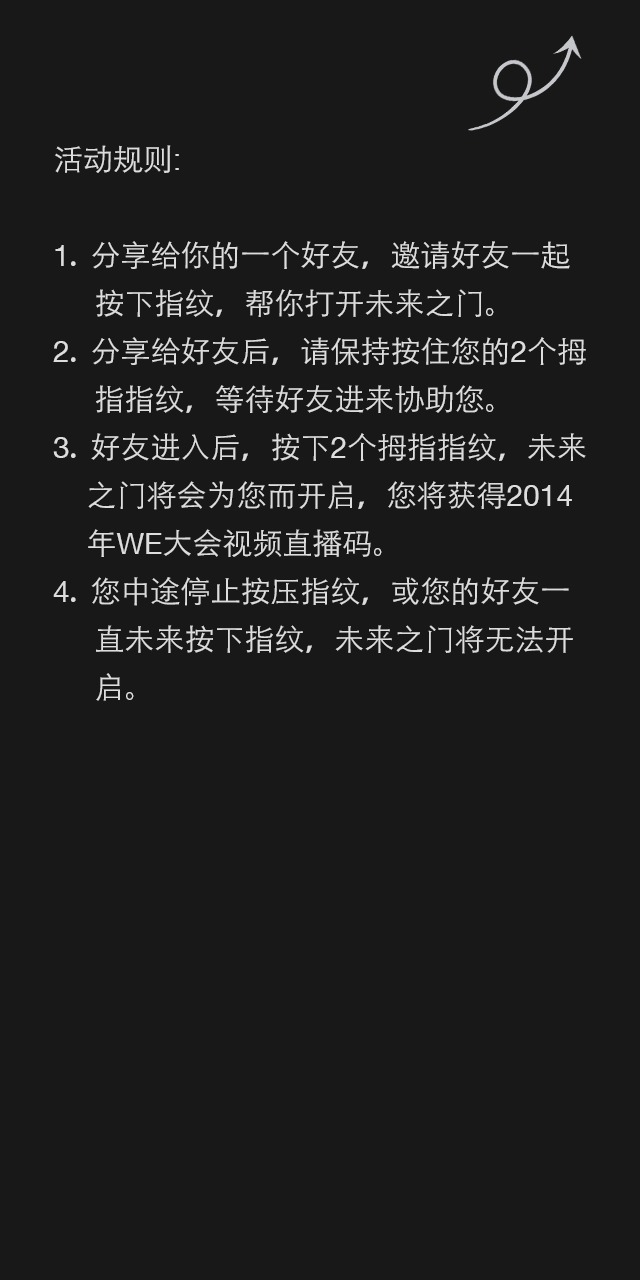 活动规则:
1. 分享给你的一个好友，邀请好友一起
按下指纹，帮你打开未来之门。
2. 分享给好友后，请保持按住您的2个拇
指指纹，等待好友进来协助您。
3. 好友进入后，按下2个拇指指纹，未来
之门将会为您而开启，您将获得2014
年WE大会视频直播码。
4. 您中途停止按压指纹，或您的好友一
直未来按下指纹，未来之门将无法开
启。